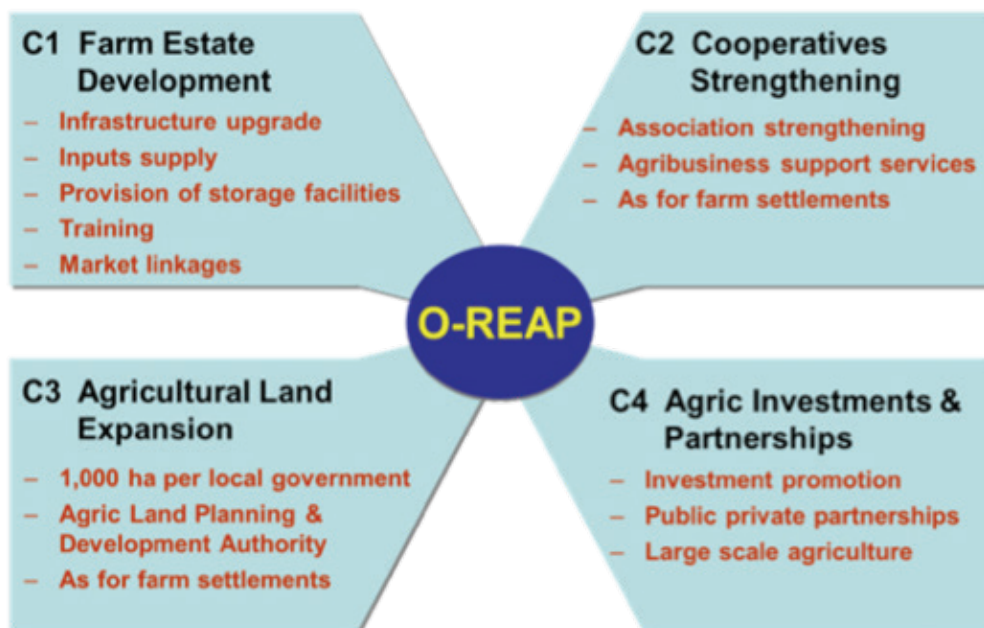 C1 Farm Estate
Development
– Infrastructure upgrade
– Inputs supply
– Provision of storage facilities
– Training
– Market linkages
C2 Cooperatives
Strengthening
– Association strengthening
– Agribusiness support services
– As for farm settlements
O-REAP
C3 Agricultural Land
Expansion
– 1,000 ha per local government
– Agric Land Planning &
Development Authority
– As for farm settlements
C4 Agric Investments &
Partnerships
– Investment promotion
– Public private partnerships
– Large scale agriculture